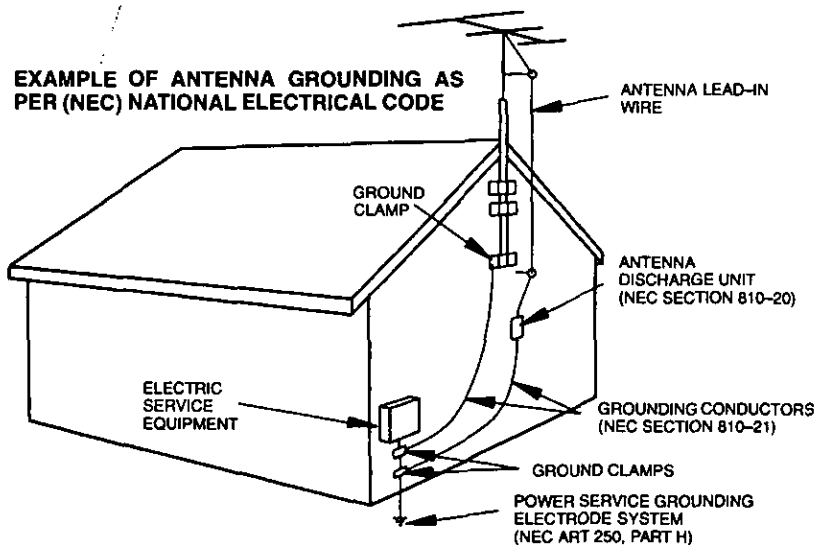 EXAMPLE OF ANTENNA GROUNDING AS
PER (NEC) NATIONAL ELECTRICAL CODE
ANTENNA LEAD-IN
WIRE
GROUND
CLAMP
ANTENNA
DISCHARGE UNIT
(NEC SECTION 810-20)
ELECTRIC
SERVICE
EQUIPMENT
GROUNDING CONDUCTORS
(NEC SECTION 810-21)
GROUND CLAMPS
POWER SERVICE GROUNDING
ELECTRODE SYSTEM
(NEC ART 250, PART H)